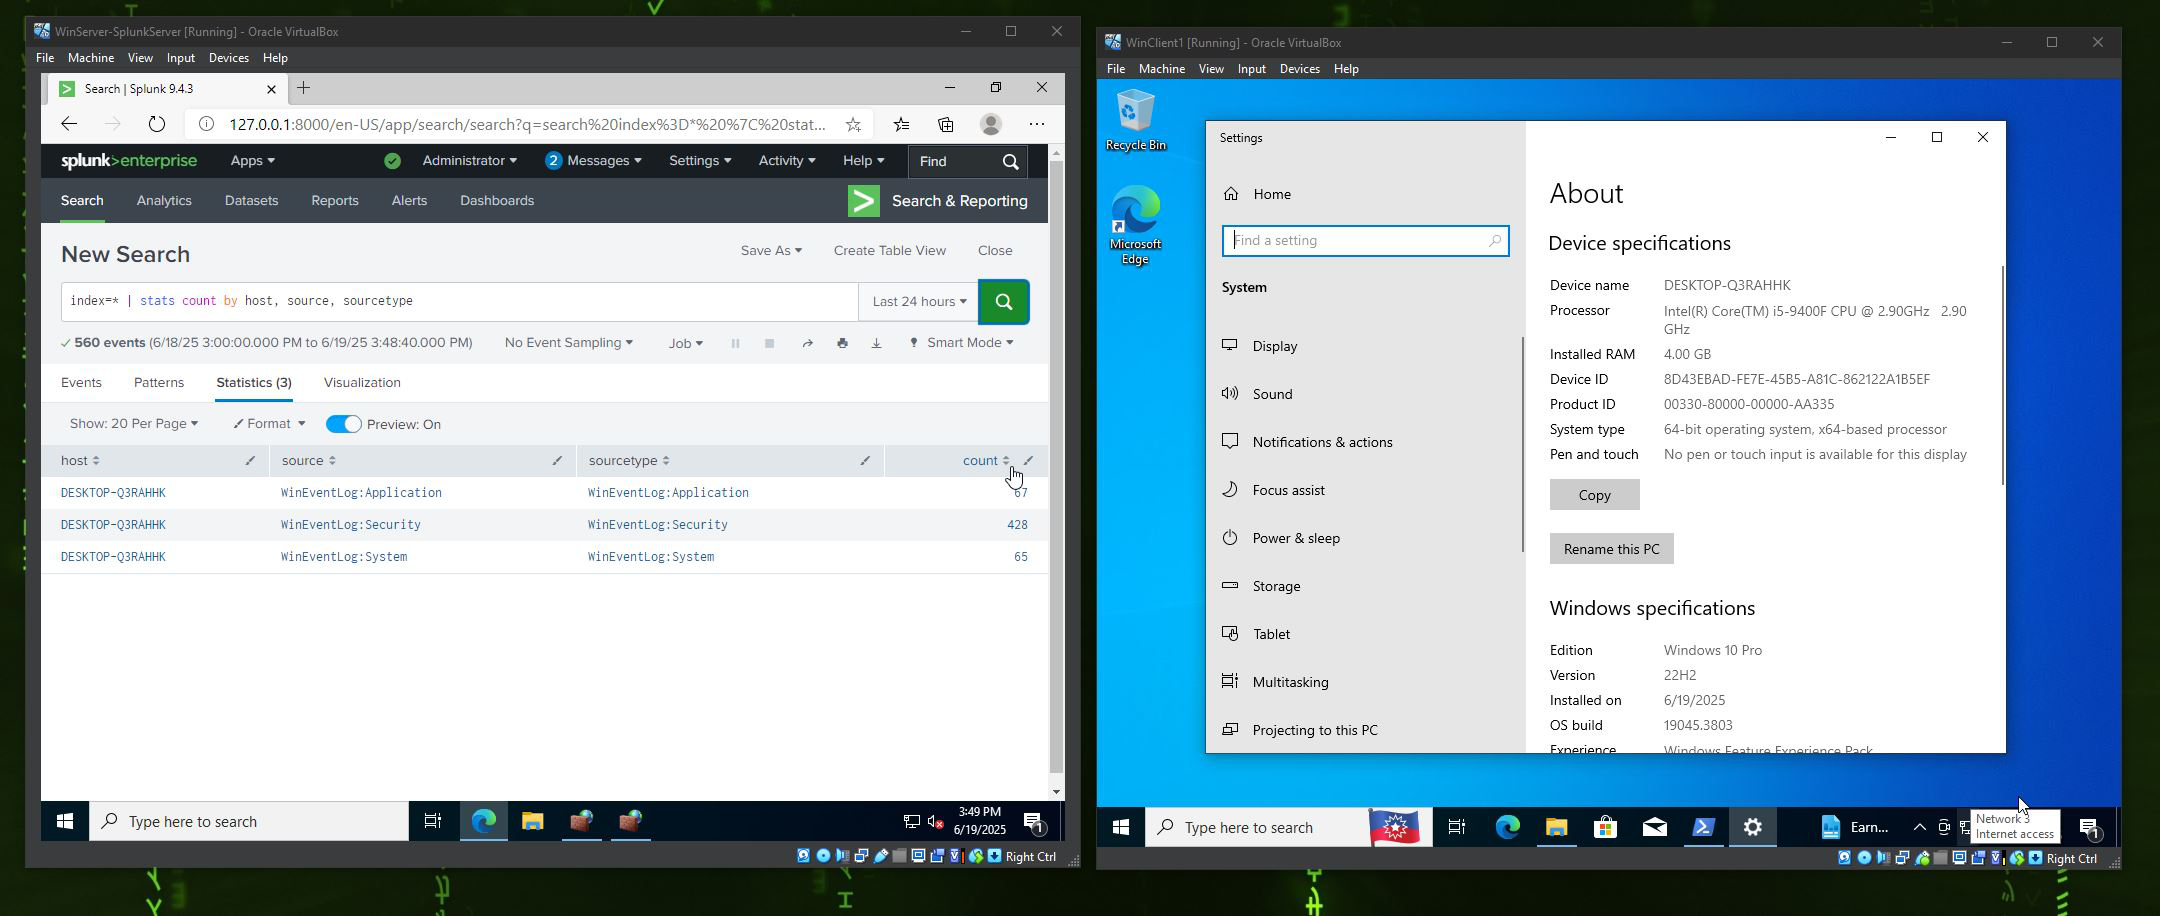 WinServer-SplunkServer [Running] - Oracle VirtualBox
File Machine View Input Devices Help
Search | Splunk 9.4.3
127.0.0.1:8000/en-US/app/search/search?q=search%20index%3D*%20%7C%20stat...
splunk>enterprise Apps Administrator 2 Messages Settings Activity Help Find
Search Analytics Datasets Reports Alerts Dashboards Search & Reporting
New Search Save As Create Table View Close
index=* | stats count by host, source, sourcetype Last 24 hours
560 events (6/18/25 3:00:00.000 PM to 6/19/25 3:48:40.000 PM) No Event Sampling Job Smart Mode
Events Patterns Statistics (3) Visualization
Show: 20 Per Page Format Preview: On
host source sourcetype count
DESKTOP-Q3RAHHK WinEventLog:Application WinEventLog:Application 67
DESKTOP-Q3RAHHK WinEventLog:Security WinEventLog:Security 428
DESKTOP-Q3RAHHK WinEventLog:System WinEventLog:System 65
Type here to search
3:49 PM
6/19/2025
1
Right Ctrl
WinClient1 [Running] - Oracle VirtualBox
File Machine View Input Devices Help
Recycle Bin
Microsoft
Edge
Settings
Home
Find a setting
System
Display
Sound
Notifications & actions
Focus assist
Power & sleep
Storage
Tablet
Multitasking
Projecting to this PC
About
Device specifications
Device name DESKTOP-Q3RAHHK
Processor Intel(R) Core(TM) i5-9400F CPU @ 2.90GHz 2.90
GHz
Installed RAM 4.00 GB
Device ID 8D43EBAD-FE7E-45B5-A81C-862122A1B5EF
Product ID 00330-80000-00000-AA335
System type 64-bit operating system, x64-based processor
Pen and touch No pen or touch input is available for this display
Copy
Rename this PC
Windows specifications
Edition Windows 10 Pro
Version 22H2
Installed on 6/19/2025
OS build 19045.3803
Experience Windows Feature Experience Pack
Type here to search
Earn...
Network 3
Internet access
1
Right Ctrl